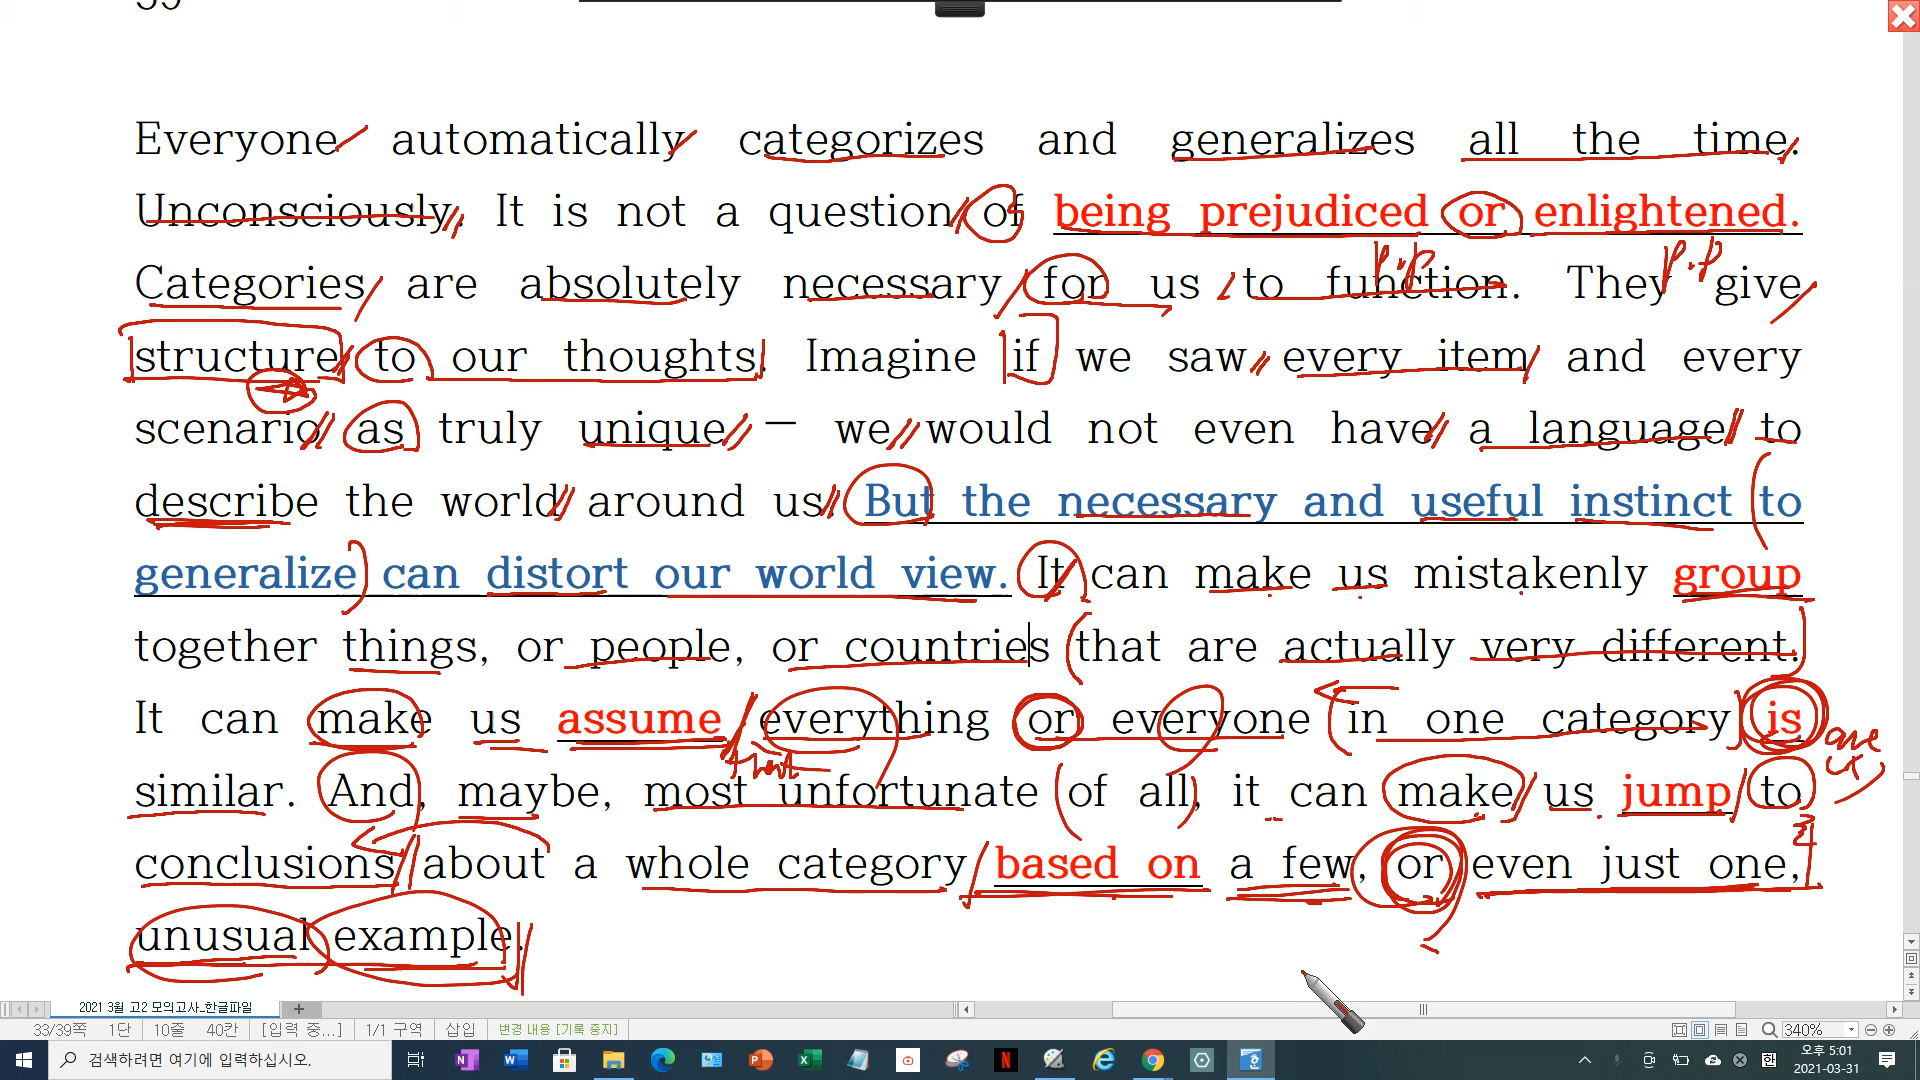 Everyone automatically categorizes and generalizes all the time.
Unconsciously. It is not a question of being prejudiced or enlightened.
p.p p.p
Categories are absolutely necessary for us to function. They give
structure to our thoughts. Imagine if we saw every item and every
scenario as truly unique — we would not even have a language to
describe the world around us. But the necessary and useful instinct to
generalize can distort our world view. It can make us mistakenly group
together things, or people, or countries that are actually very different.
It can make us assume everything or everyone in one category is
are
that
(x)
similar. And, maybe, most unfortunate of all, it can make us jump to
conclusions about a whole category based on a few, or even just one,
unusual example.
2021 3월 고2 모의고사_한글파일
33/39쪽 1단 10줄 40칸 [입력 중...] 1/1 구역 삽입 변경 내용 [기록 중지] 340%
검색하려면 여기에 입력하십시오.
한
오후 5:01
2021-03-31